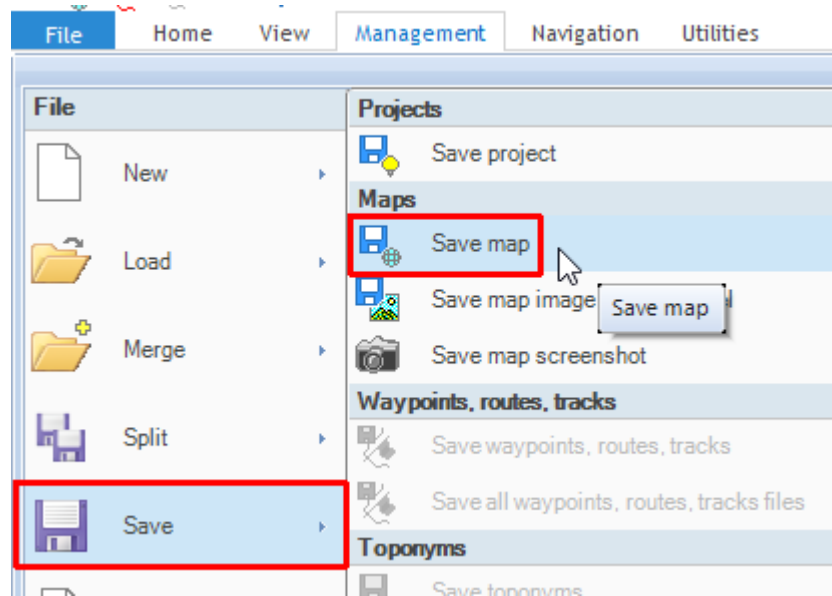 File Home View Management Navigation Utilities
File
New
Load
Merge
Split
Save
Projects
Save project
Maps
Save map
Save map image
Save map
Save map screenshot
Waypoints, routes, tracks
Save waypoints, routes, tracks
Save all waypoints, routes, tracks files
Toponyms
Save toponyms